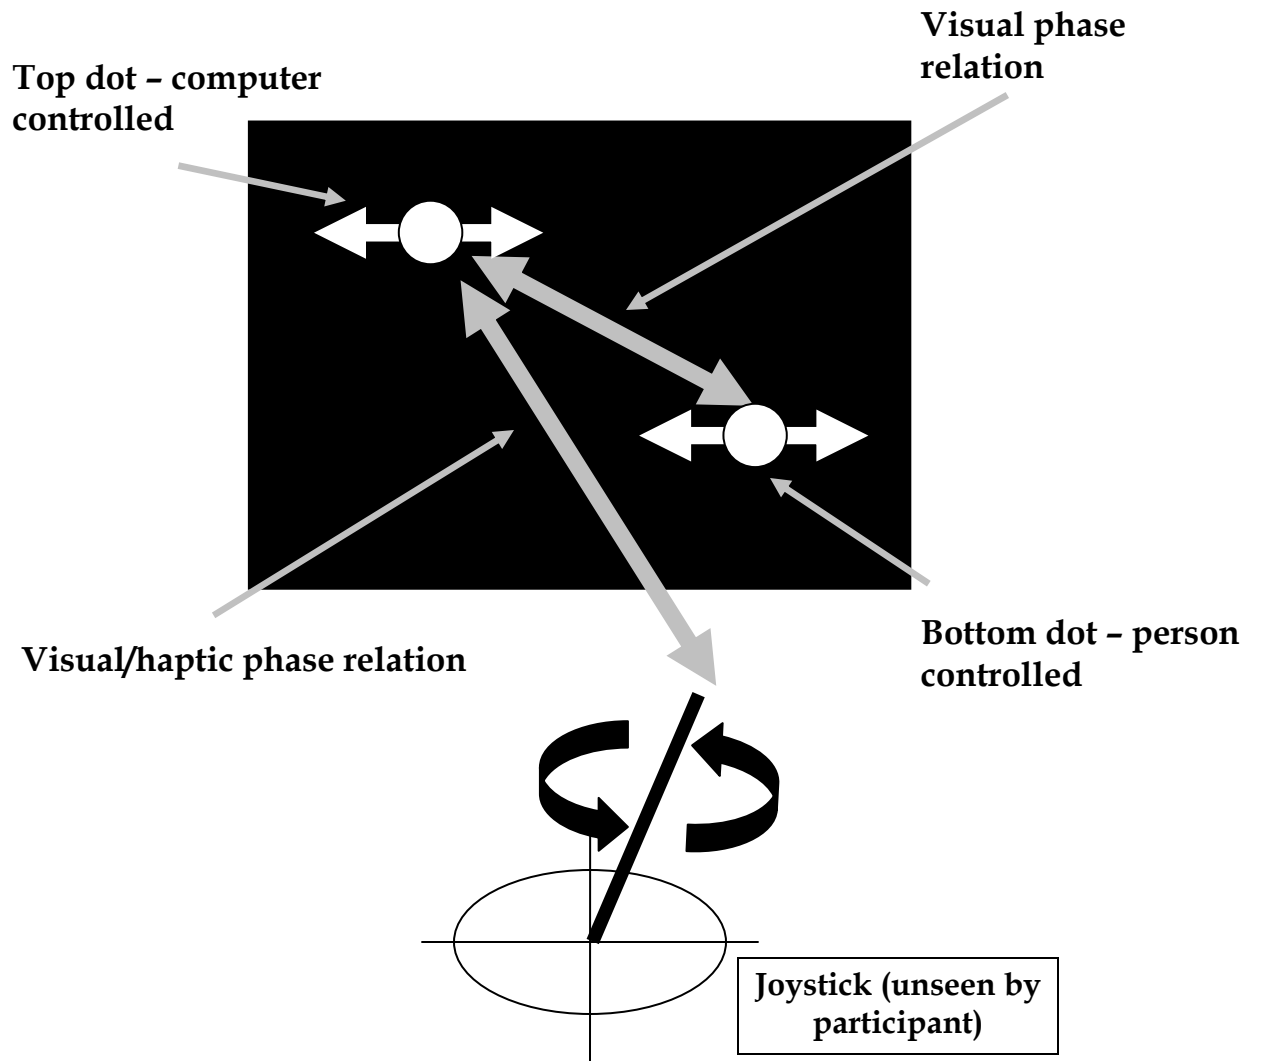 Visual phase
relation
Top dot – computer
controlled
Visual/haptic phase relation
Bottom dot – person
controlled
Joystick (unseen by
participant)